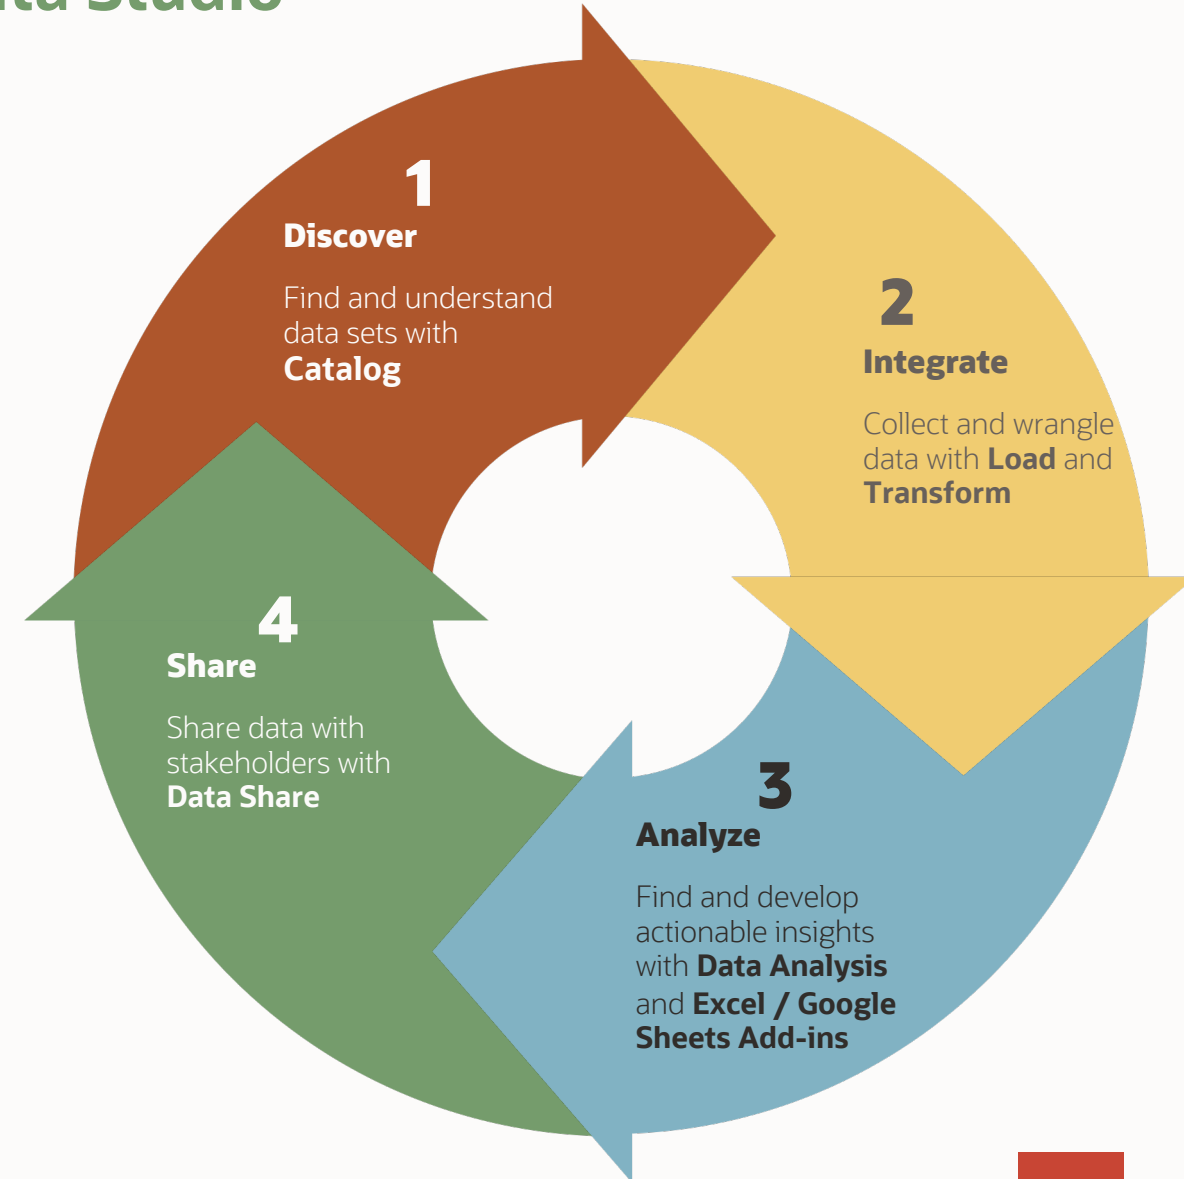 Studio
1
Discover
Find and understand
data sets with
Catalog
2
Integrate
Collect and wrangle
data with Load and
Transform
3
Analyze
Find and develop
actionable insights
with Data Analysis
and Excel / Google
Sheets Add-ins
4
Share
Share data with
stakeholders with
Data Share